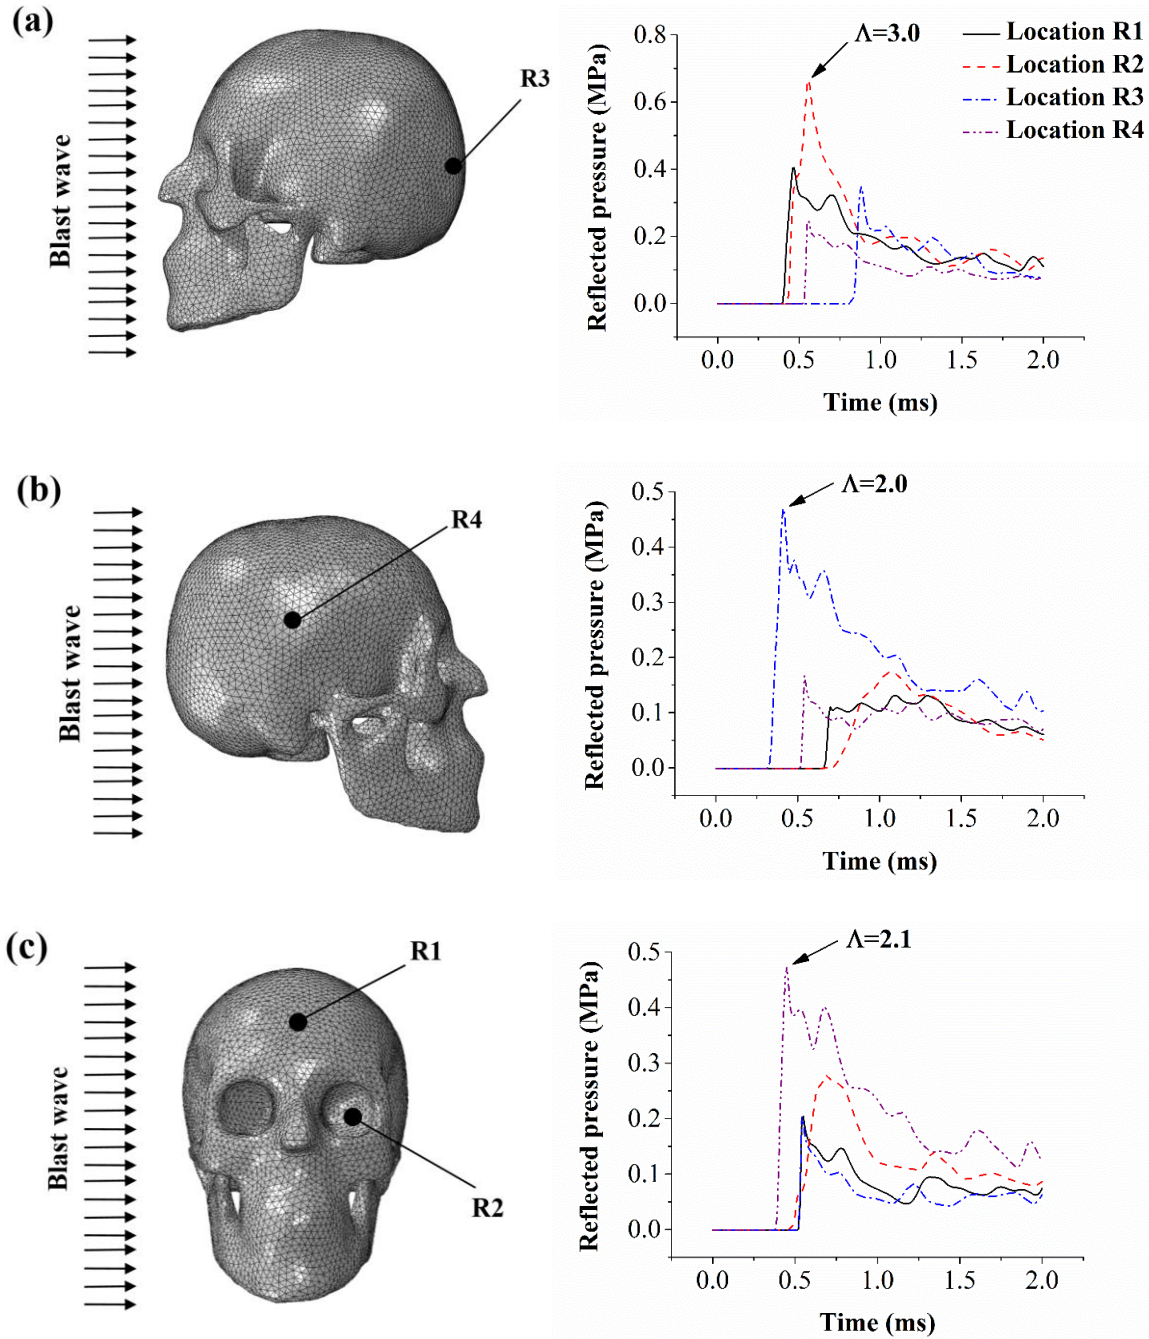 (a)
Blast wave
R3
Λ=3.0
Location R1
Location R2
Location R3
Location R4
Reflected pressure (MPa)
0.8
0.6
0.4
0.2
0.0
0.0 0.5 1.0 1.5 2.0
Time (ms)
(b)
Blast wave
R4
Λ=2.0
Reflected pressure (MPa)
0.5
0.4
0.3
0.2
0.1
0.0
0.0 0.5 1.0 1.5 2.0
Time (ms)
(c)
Blast wave
R1
R2
Λ=2.1
Reflected pressure (MPa)
0.5
0.4
0.3
0.2
0.1
0.0
0.0 0.5 1.0 1.5 2.0
Time (ms)